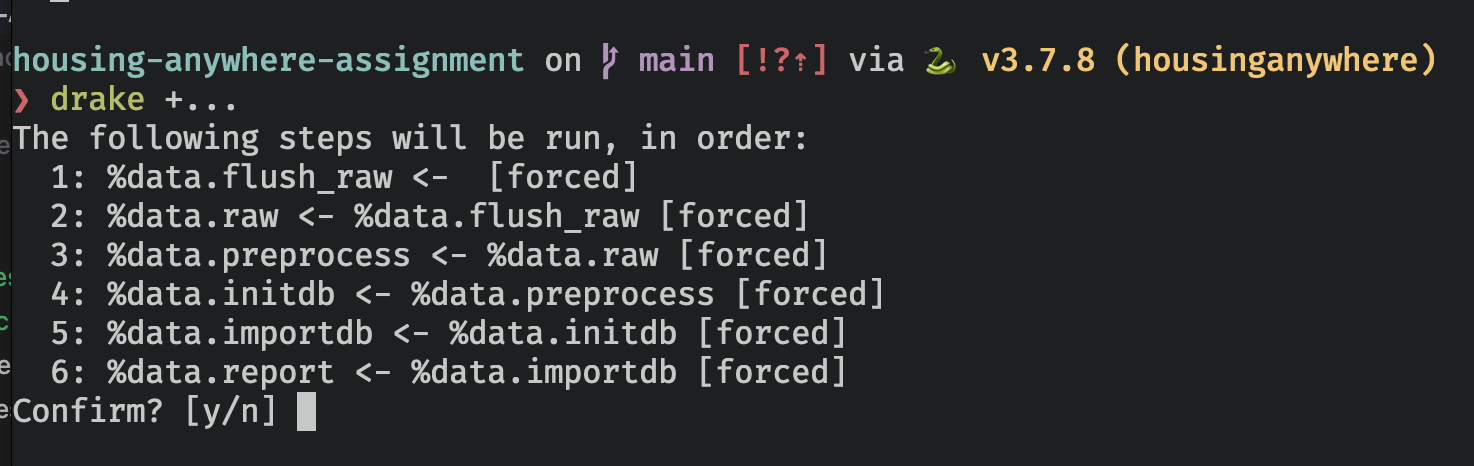 housing-anywhere-assignment on main [!?⇡] via 🐍 v3.7.8 (housinganywhere)
❯ drake +...
The following steps will be run, in order:
1: %data.flush_raw <-  [forced]
2: %data.raw <- %data.flush_raw [forced]
3: %data.preprocess <- %data.raw [forced]
4: %data.initdb <- %data.preprocess [forced]
5: %data.importdb <- %data.initdb [forced]
6: %data.report <- %data.importdb [forced]
Confirm? [y/n]